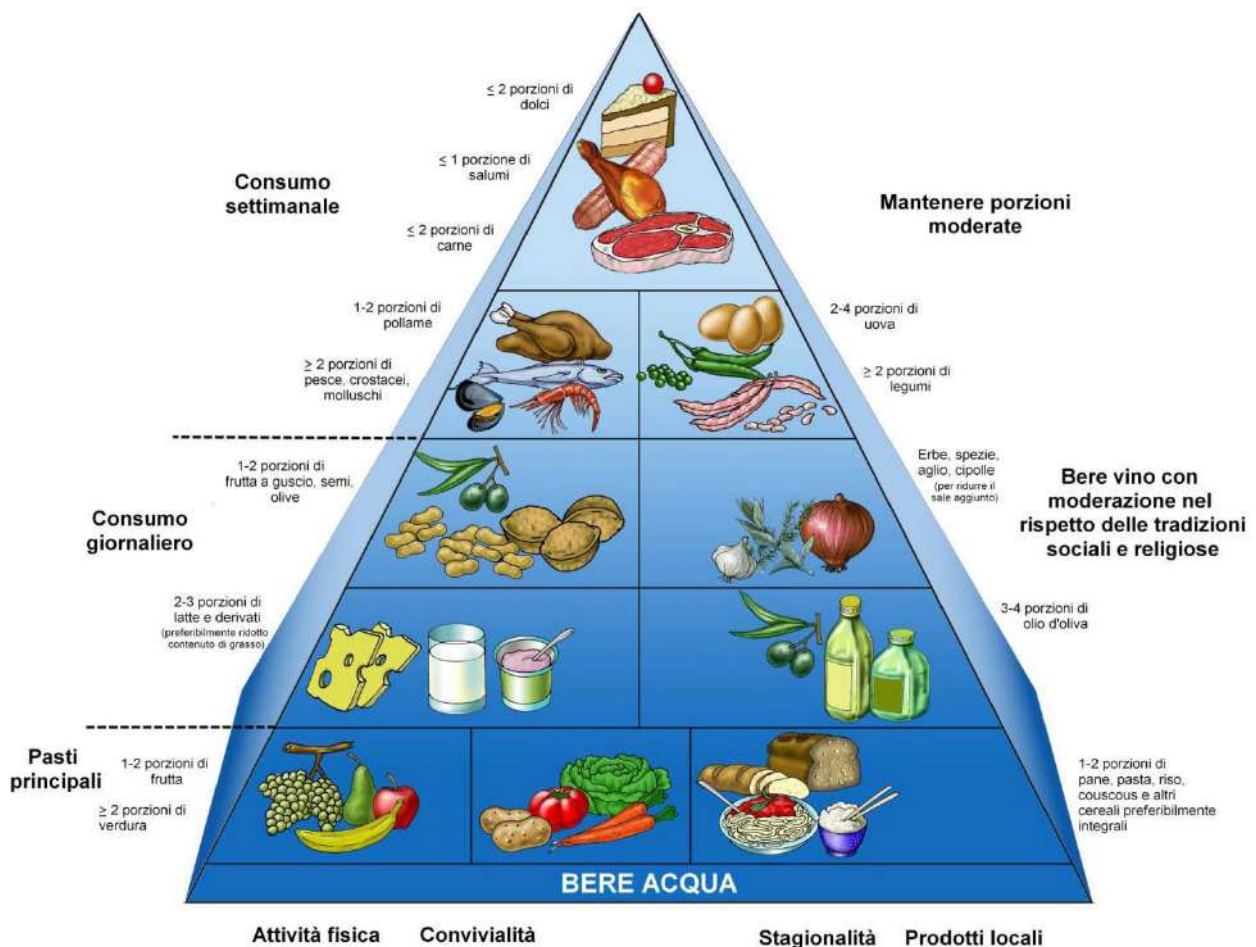 ≤ 2 porzioni di
dolci
≤ 1 porzione di
salumi
Consumo
settimanale
≤ 2 porzioni di
carne
Mantenere porzioni
moderate
1-2 porzioni di
pollame
2-4 porzioni di
uova
≥ 2 porzioni di
pesce, crostacei,
molluschi
≥ 2 porzioni di
legumi
1-2 porzioni di
frutta a guscio, semi,
olive
Erbe, spezie,
aglio, cipolle
(per ridurre il
sale aggiunto)
Consumo
giornaliero
Bere vino con
moderazione nel
rispetto delle tradizioni
sociali e religiose
2-3 porzioni di
latte e derivati
(preferibilmente ridotto
contenuto di grasso)
3-4 porzioni di
olio d'oliva
Pasti
principali
1-2 porzioni di
frutta
≥ 2 porzioni di
verdura
1-2 porzioni di
pane, pasta, riso,
couscous e altri
cereali preferibilmente
integrali
BERE ACQUA
Attività fisica Convivialità Stagionalità Prodotti locali